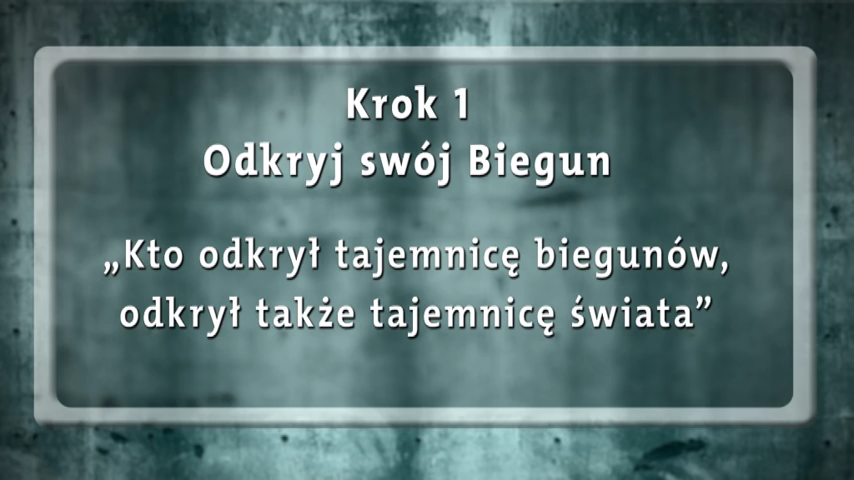 Krok 1
Odkryj swój Biegun
„Kto odkrył tajemnicę biegunów,
odkrył także tajemnicę świata”